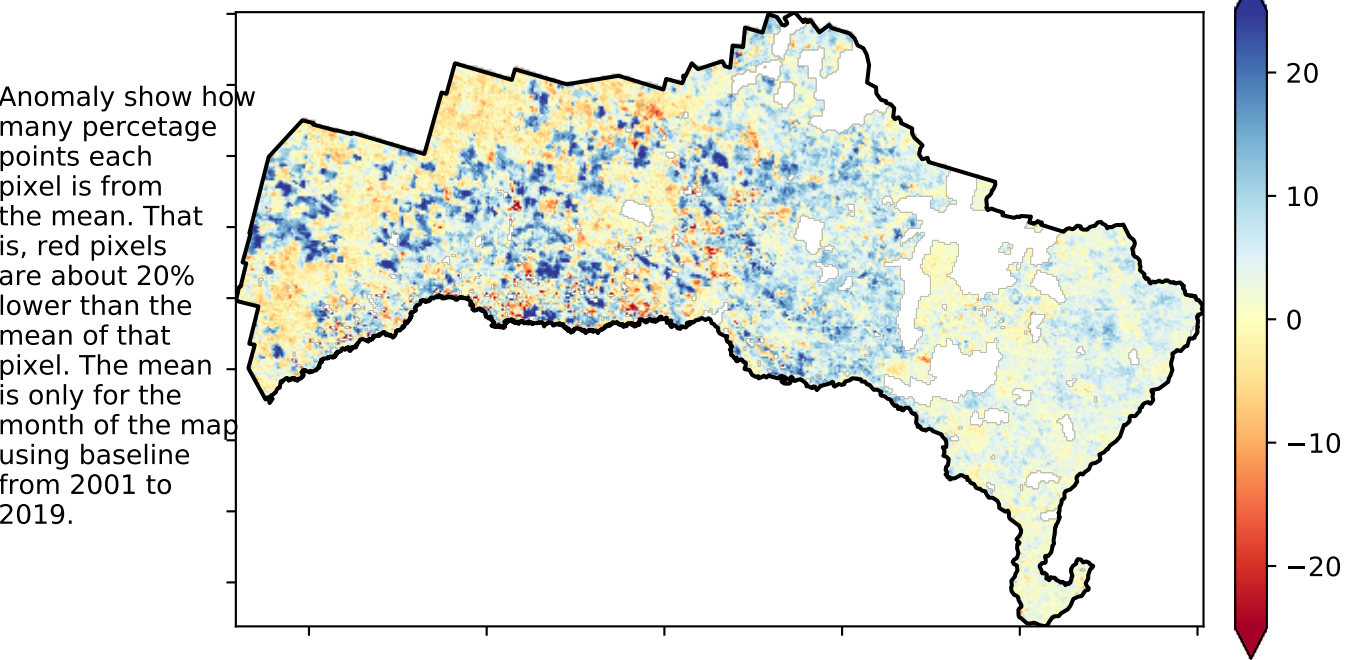 Anomaly show how
many percetage
points each
pixel is from
the mean. That
is, red pixels
are about 20%
lower than the
mean of that
pixel. The mean
is only for the
month of the map
using baseline
from 2001 to
2019.
20
10
0
−10
−20